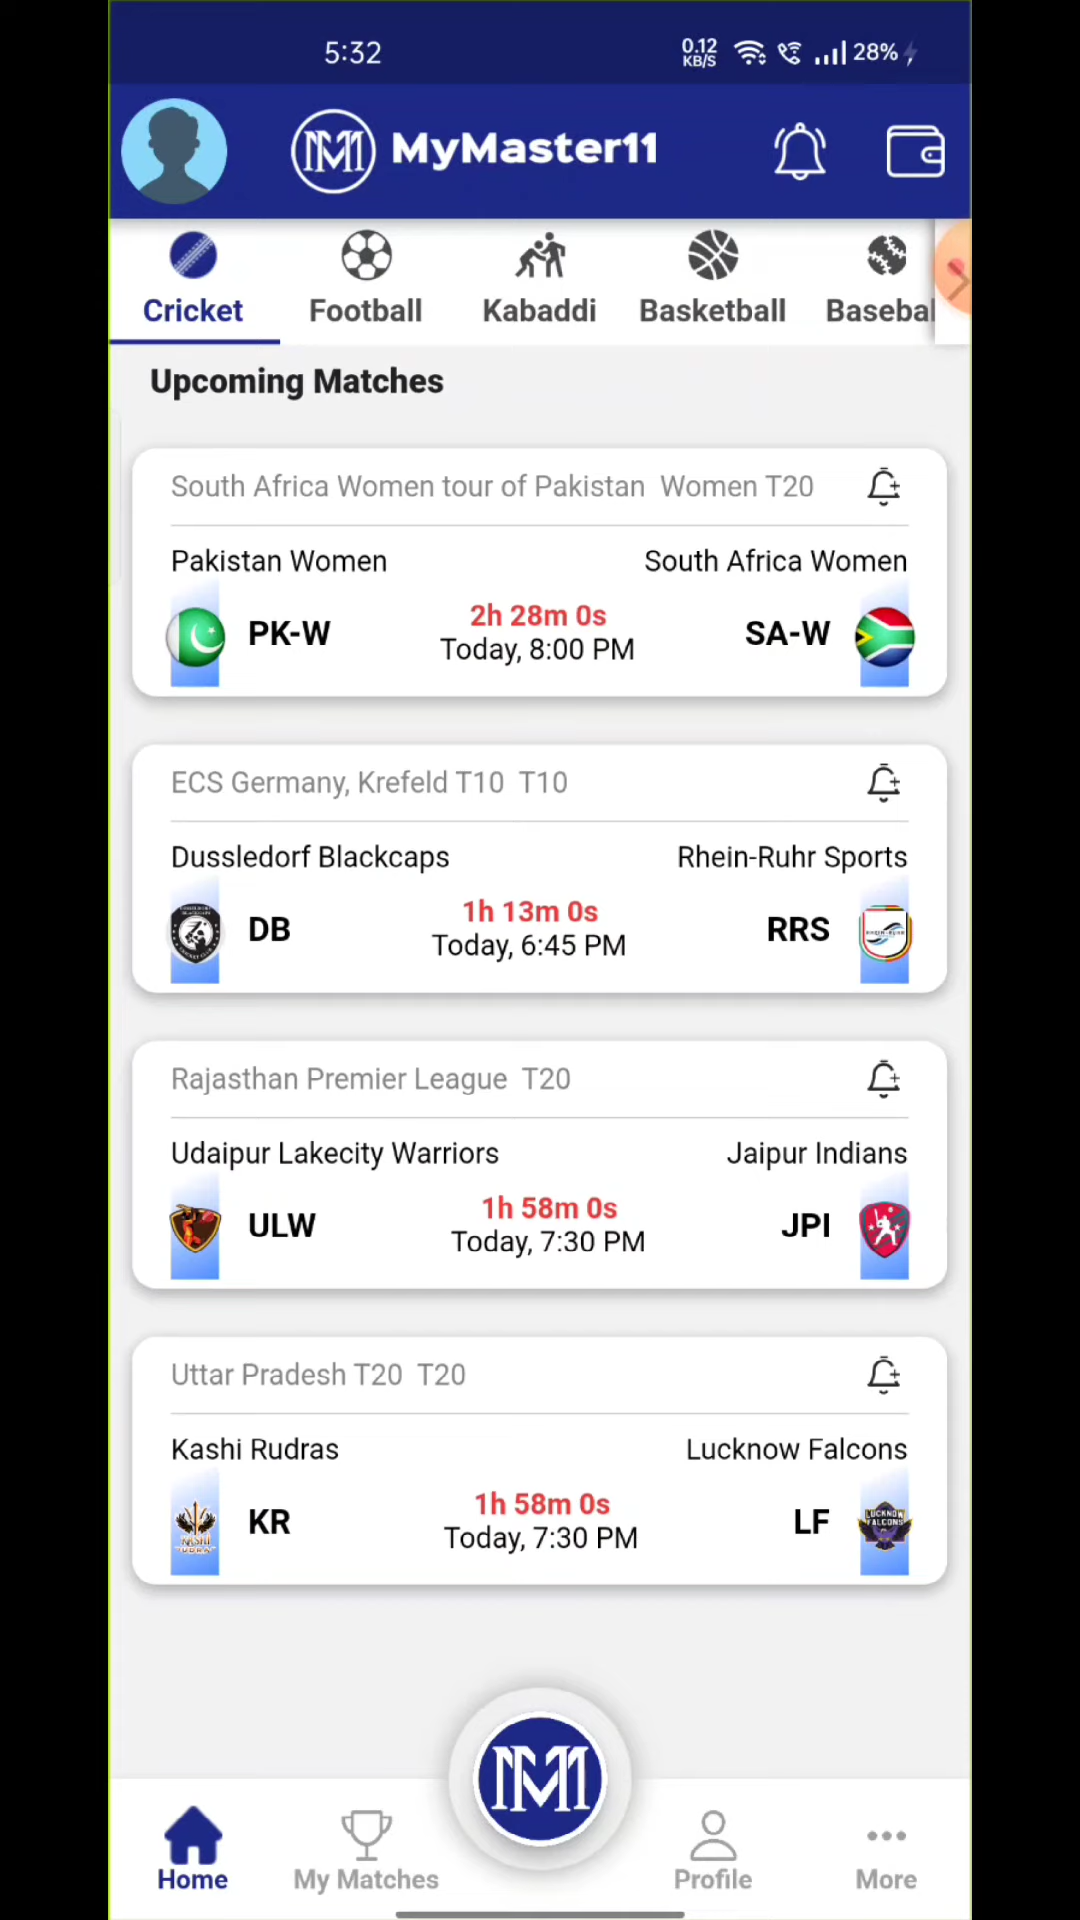 5:32
0.12
KB/S
28%
MyMaster11
Cricket
Football
Kabaddi
Basketball
Basebal
Upcoming Matches
South Africa Women tour of Pakistan  Women T20
Pakistan Women
South Africa Women
PK-W
2h 28m 0s
Today, 8:00 PM
SA-W
ECS Germany, Krefeld T10  T10
Dussledorf Blackcaps
Rhein-Ruhr Sports
DB
1h 13m 0s
Today, 6:45 PM
RRS
Rajasthan Premier League  T20
Udaipur Lakecity Warriors
Jaipur Indians
ULW
1h 58m 0s
Today, 7:30 PM
JPI
Uttar Pradesh T20  T20
Kashi Rudras
Lucknow Falcons
KR
1h 58m 0s
Today, 7:30 PM
LF
LUCKNOW
FALCONS
Home
My Matches
Profile
More